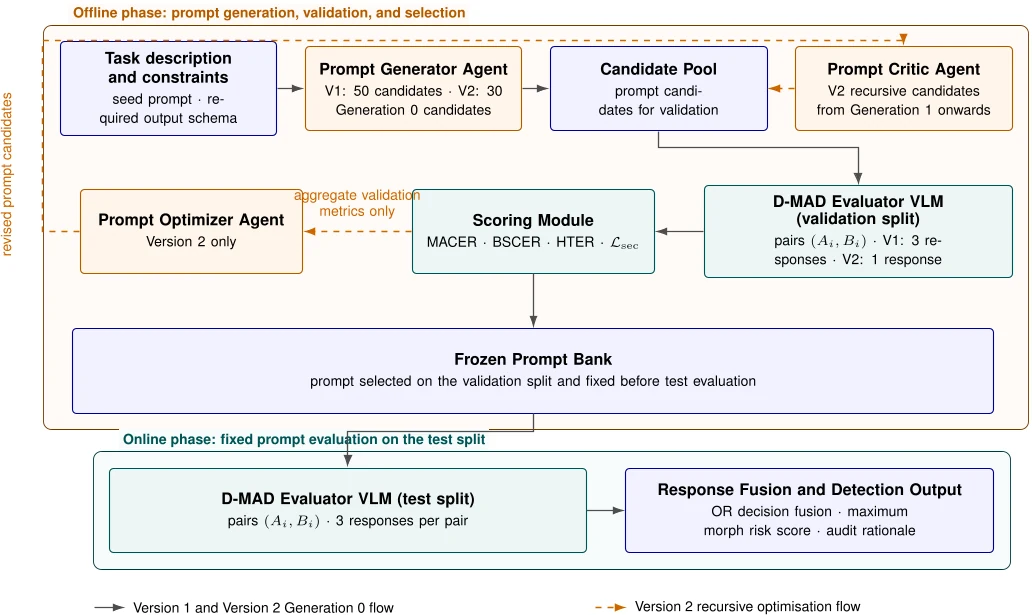 Offline phase: prompt generation, validation, and selection
Task description
and constraints
seed prompt · re-
quired output schema
Prompt Generator Agent
V1: 50 candidates · V2: 30
Generation 0 candidates
Candidate Pool
prompt candi-
dates for validation
Prompt Critic Agent
V2 recursive candidates
from Generation 1 onwards
revised prompt candidates
Prompt Optimizer Agent
Version 2 only
aggregate validation
metrics only
Scoring Module
MACER · BSCER · HTER · ℒsec
D-MAD Evaluator VLM
(validation split)
pairs (Ai, Bi) · V1: 3 re-
sponses · V2: 1 response
Frozen Prompt Bank
prompt selected on the validation split and fixed before test evaluation
Online phase: fixed prompt evaluation on the test split
D-MAD Evaluator VLM (test split)
pairs (Ai, Bi) · 3 responses per pair
Response Fusion and Detection Output
OR decision fusion · maximum
morph risk score · audit rationale
Version 1 and Version 2 Generation 0 flow
Version 2 recursive optimisation flow